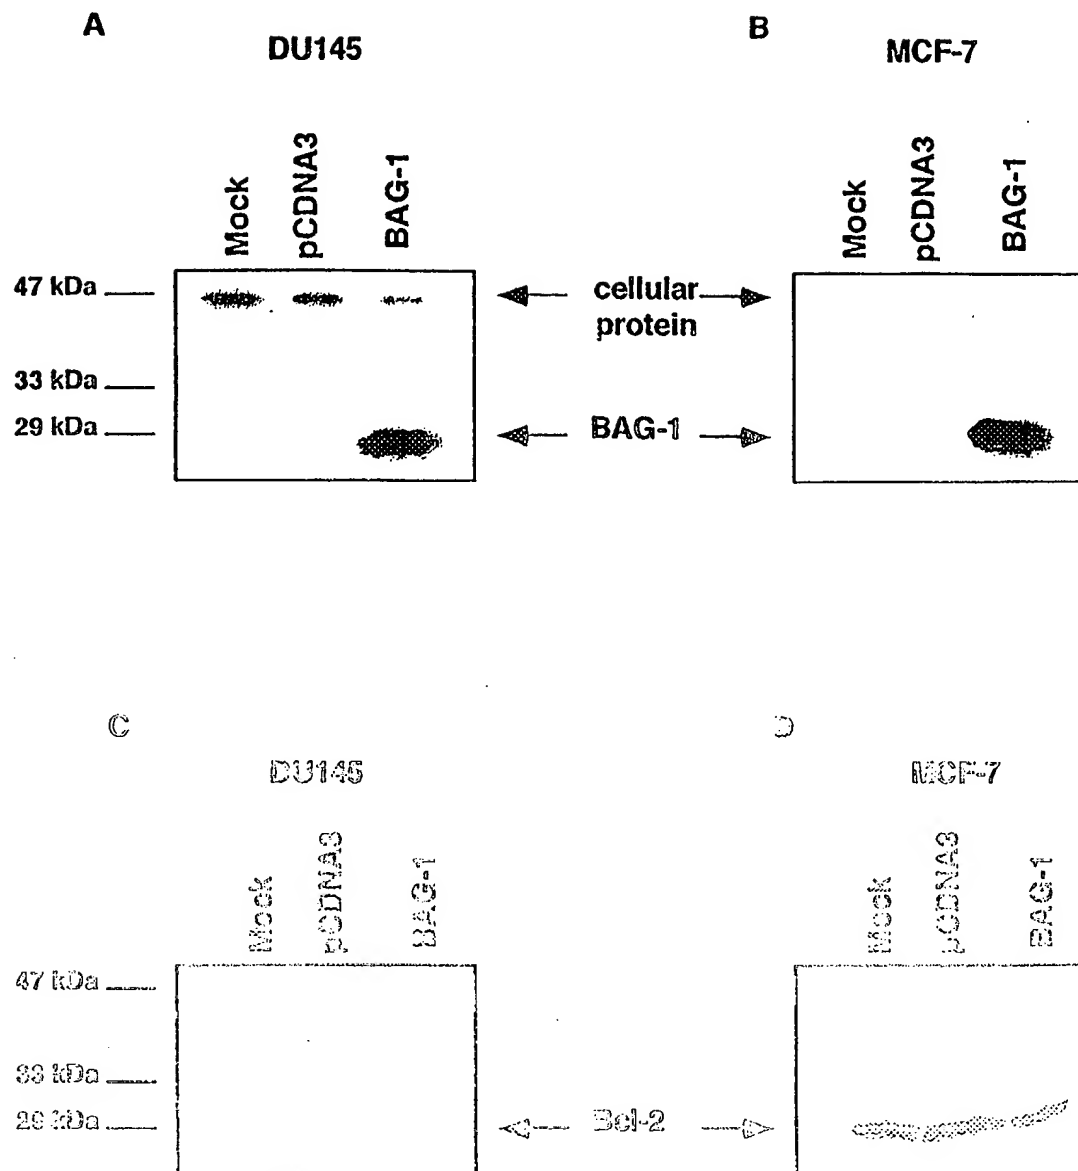 A
B
DU145
MCF-7
Mock
pCDNA3
BAG-1
Mock
pCDNA3
BAG-1
47 kDa
33 kDa
29 kDa
cellular
protein
BAG-1
C
D
DU145
MCF-7
Mock
pCDNA3
BAG-1
Mock
pCDNA3
BAG-1
47 kDa
33 kDa
29 kDa
Bcl-2